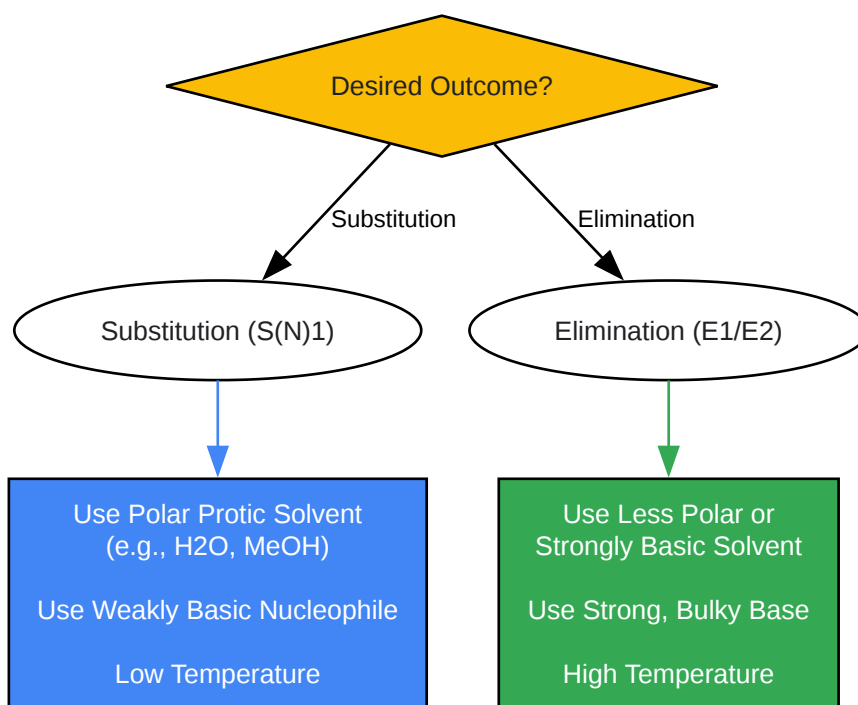 Desired Outcome?
Substitution
Elimination
Substitution (S(N)1)
Elimination (E1/E2)
Use Polar Protic Solvent
(e.g., H2O, MeOH)
Use Weakly Basic Nucleophile
Low Temperature
Use Less Polar or
Strongly Basic Solvent
Use Strong, Bulky Base
High Temperature